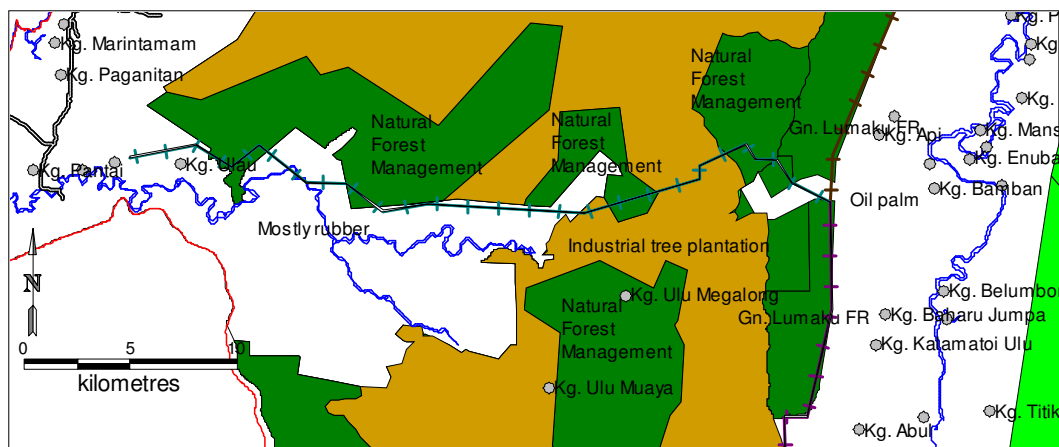 Kg. Marintamam
Kg. Paganitan
Kg. Pantai
Kg. Ulau
Natural
Forest
Management
Natural
Forest
Management
Natural
Forest
Management
Gn. Lumaku FR
Kg. Api
Kg. P
Kg.
Kg.
Kg. Mans
Kg. Enuba
Kg. Bamban
Oil palm
Mostly rubber
Industrial tree plantation
Kg. Ulu Megalong
Natural
Forest
Management
Gn. Lumaku FR
Kg. Belumbo
Kg. Baharu Jumpa
Kg. Kalamatoi Ulu
Kg. Ulu Muaya
Kg. Abul
Kg. Titik
N
0 5 10
kilometres